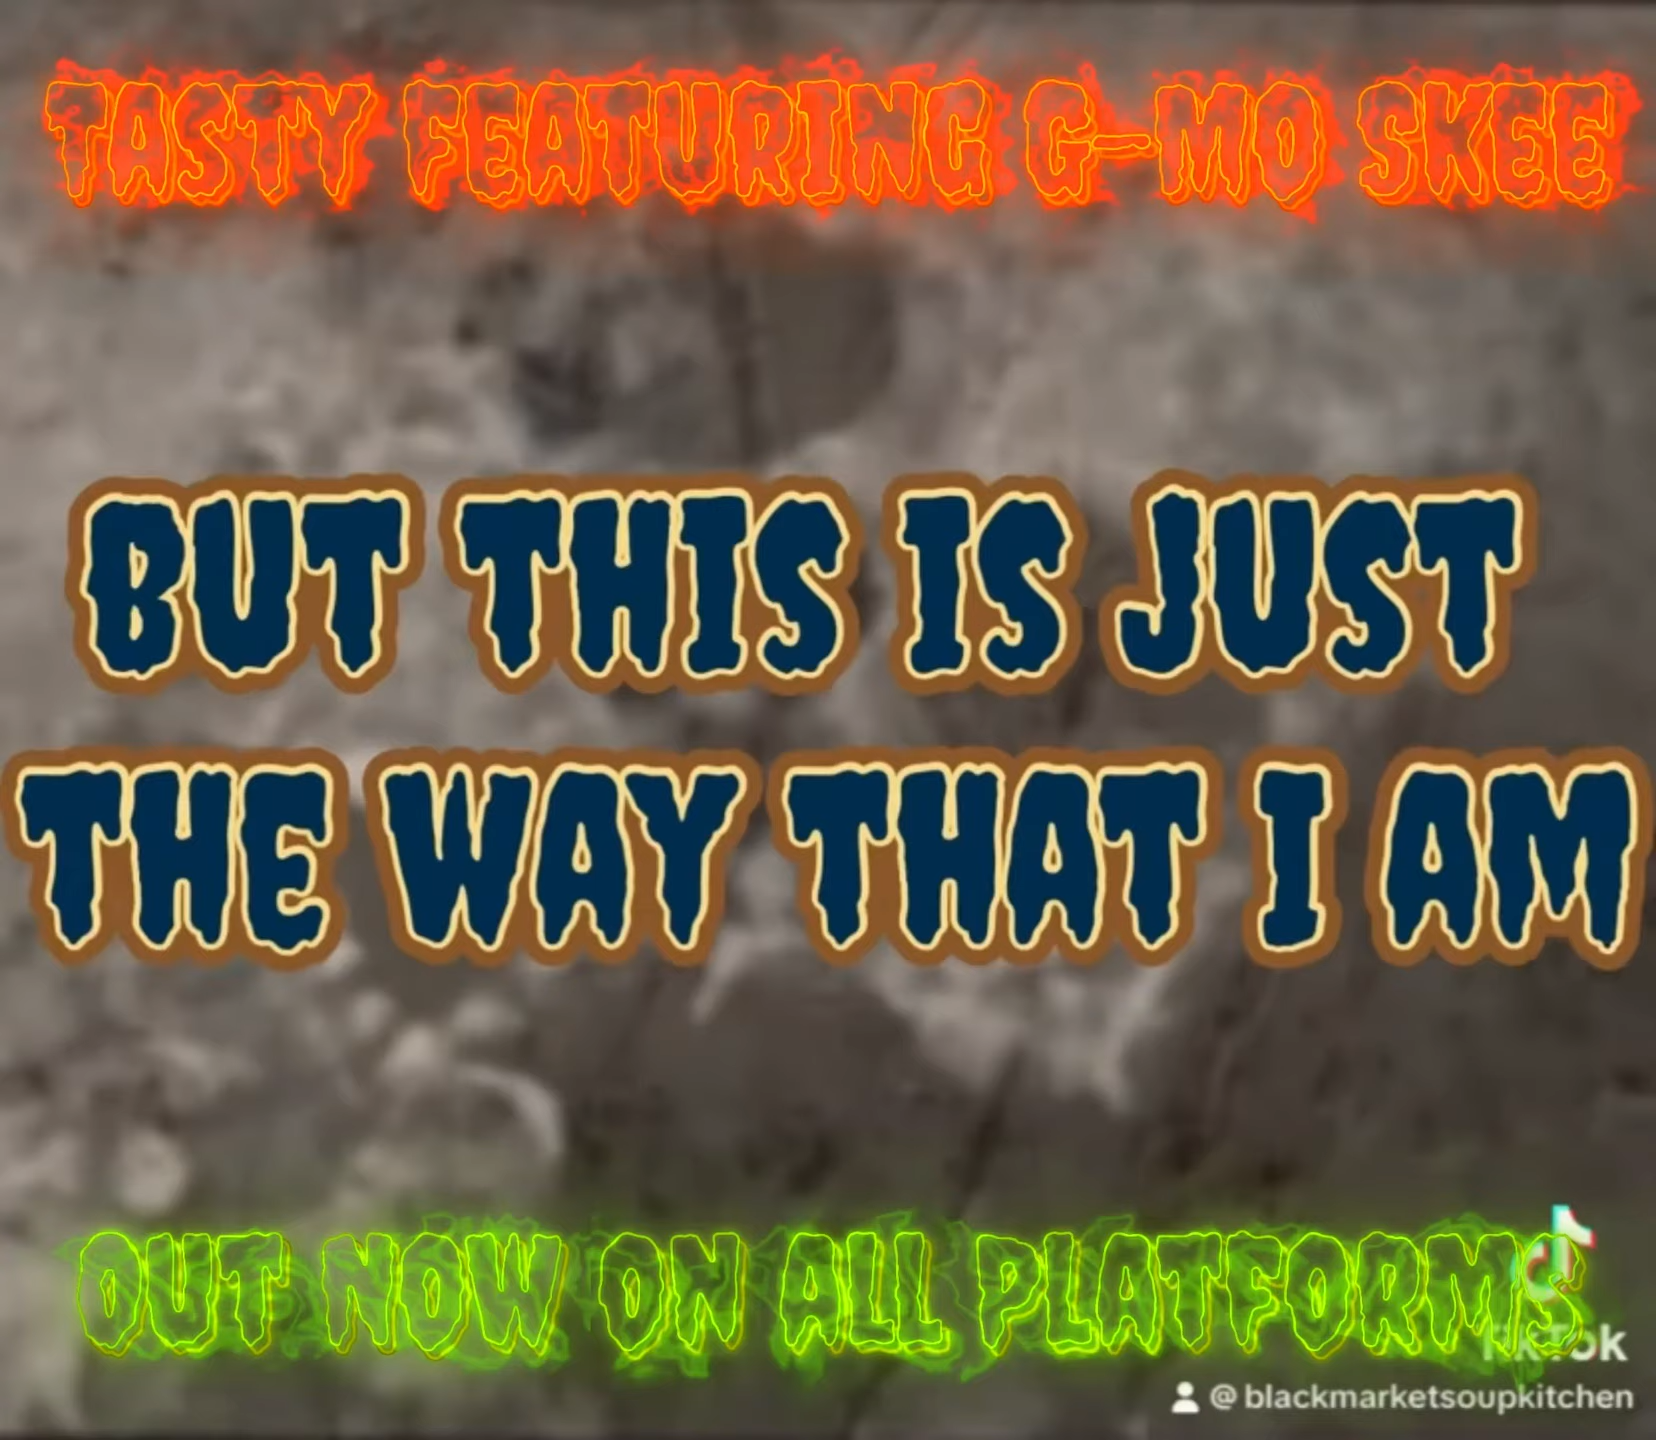 TASTY FEATURING G-MO SKEE
BUT THIS IS JUST
THE WAY THAT I AM
OUT NOW ON ALL PLATFORMS
TikTok
@blackmarketsoupkitchen